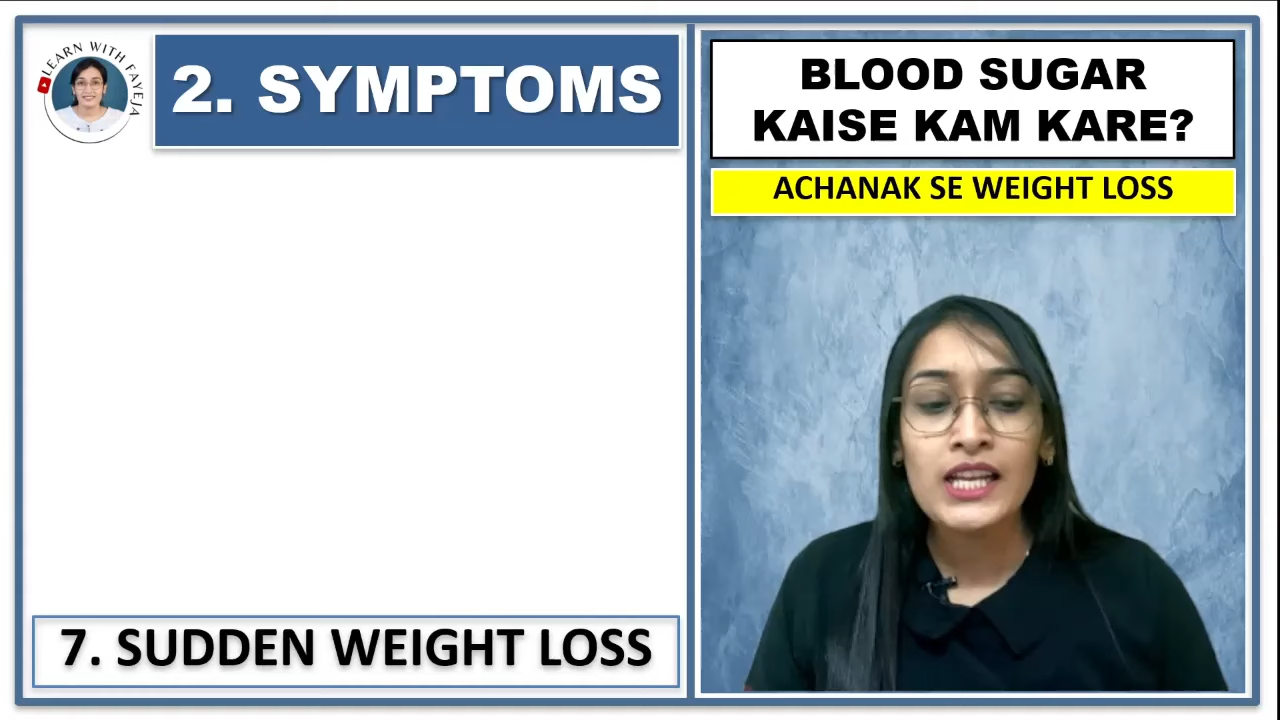 LEARN WITH FAYEJA
2. SYMPTOMS
BLOOD SUGAR
KAISE KAM KARE?
ACHANAK SE WEIGHT LOSS
7. SUDDEN WEIGHT LOSS